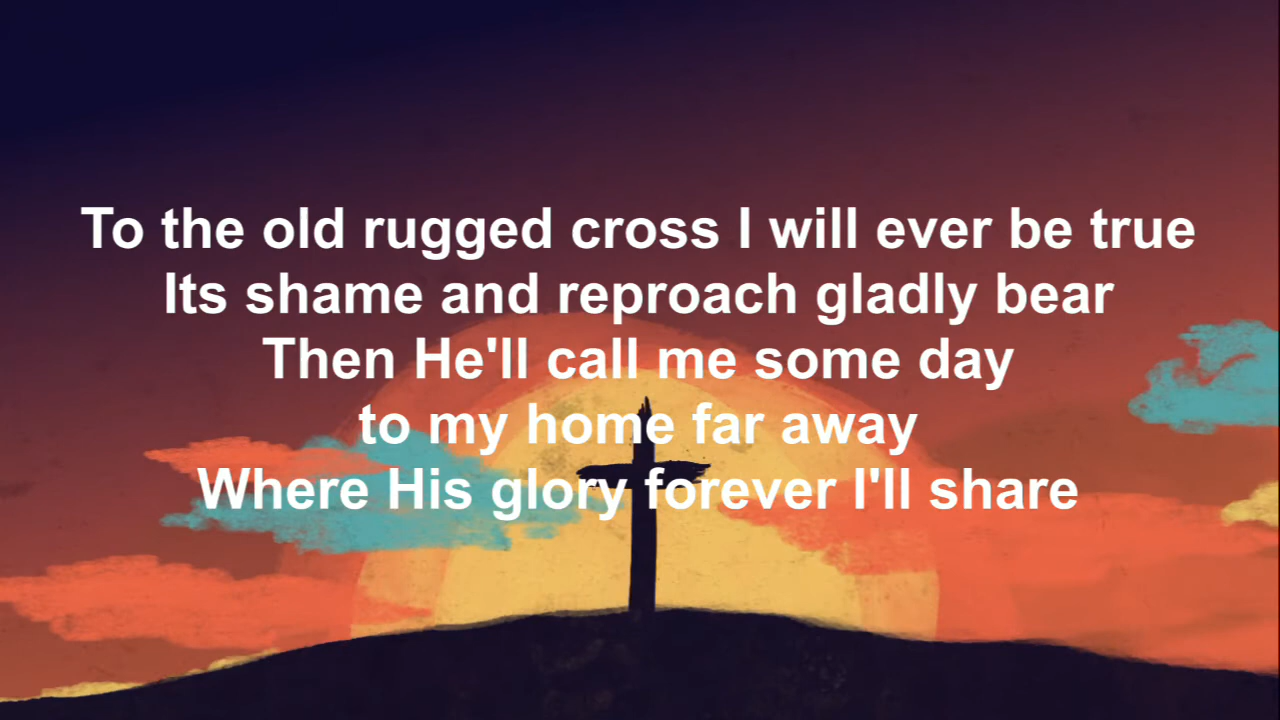 To the old rugged cross I will ever be true
Its shame and reproach gladly bear
Then He'll call me some day
to my home far away
Where His glory forever I'll share